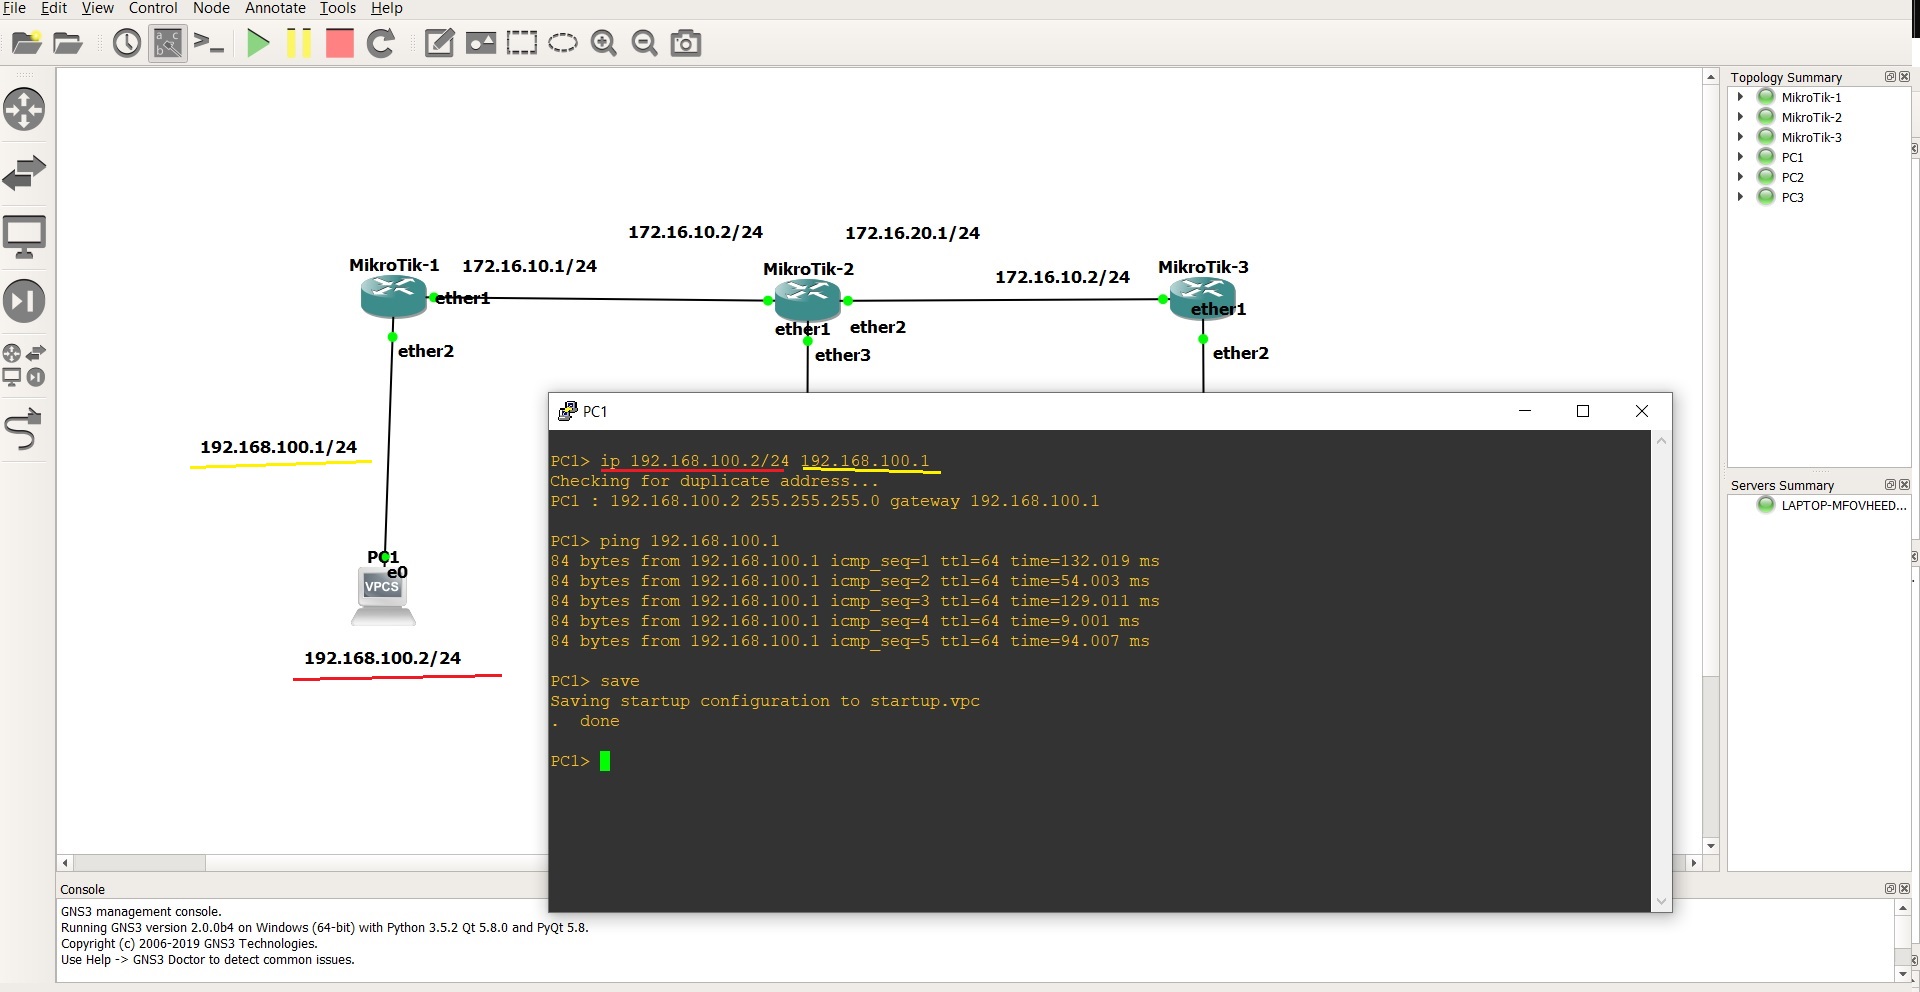 File Edit View Control Node Annotate Tools Help
Topology Summary
MikroTik-1
MikroTik-2
MikroTik-3
PC1
PC2
PC3
Servers Summary
LAPTOP-MFOVHEED...
172.16.10.2/24
172.16.20.1/24
MikroTik-1
172.16.10.1/24
MikroTik-2
172.16.10.2/24
MikroTik-3
ether1
ether1
ether2
ether1
ether2
ether3
ether2
192.168.100.1/24
PC1
e0
VPCS
192.168.100.2/24
PC1
PC1> ip 192.168.100.2/24 192.168.100.1
Checking for duplicate address...
PC1 : 192.168.100.2 255.255.255.0 gateway 192.168.100.1
PC1> ping 192.168.100.1
84 bytes from 192.168.100.1 icmp_seq=1 ttl=64 time=132.019 ms
84 bytes from 192.168.100.1 icmp_seq=2 ttl=64 time=54.003 ms
84 bytes from 192.168.100.1 icmp_seq=3 ttl=64 time=129.011 ms
84 bytes from 192.168.100.1 icmp_seq=4 ttl=64 time=9.001 ms
84 bytes from 192.168.100.1 icmp_seq=5 ttl=64 time=94.007 ms
PC1> save
Saving startup configuration to startup.vpc
.  done
PC1>
Console
GNS3 management console.
Running GNS3 version 2.0.0b4 on Windows (64-bit) with Python 3.5.2 Qt 5.8.0 and PyQt 5.8.
Copyright (c) 2006-2019 GNS3 Technologies.
Use Help -> GNS3 Doctor to detect common issues.